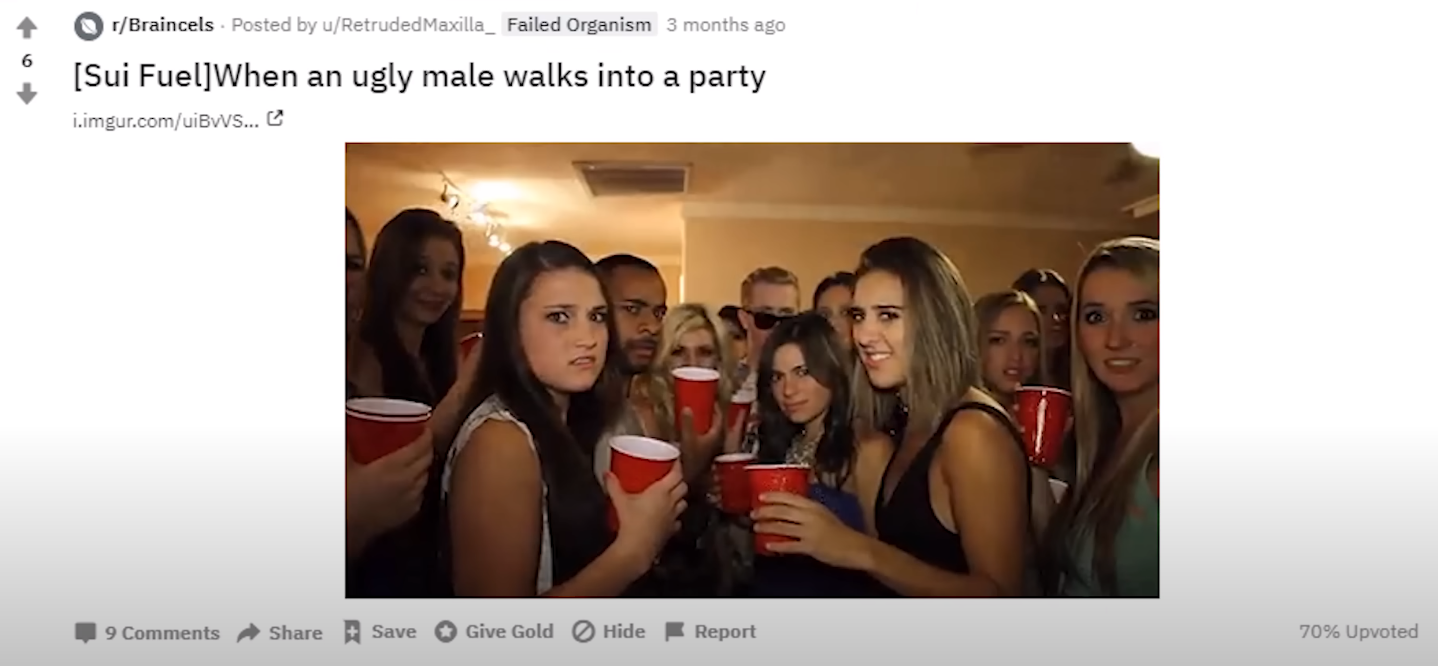 r/Braincels · Posted by u/RetrudedMaxilla_ Failed Organism 3 months ago
6
[Sui Fuel]When an ugly male walks into a party
i.imgur.com/uiBvVS...
9 Comments Share Save Give Gold Hide Report 70% Upvoted